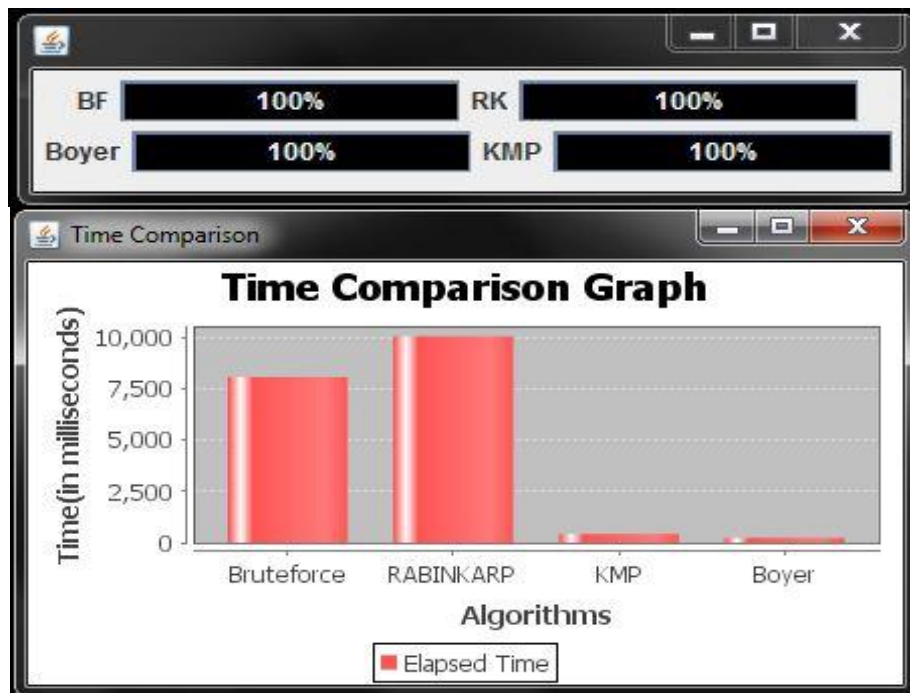 BF 100% RK 100%
Boyer 100% KMP 100%
Time Comparison
Time Comparison Graph
Time(in milliseconds)
10,000
7,500
5,000
2,500
0
Bruteforce RABINKARP KMP Boyer
Algorithms
Elapsed Time